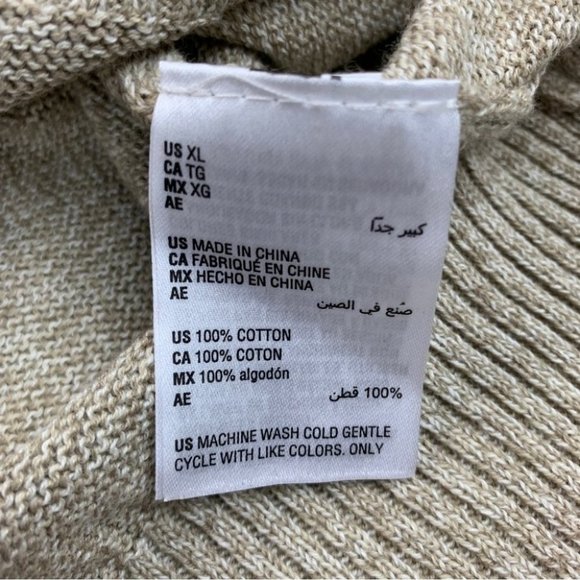 US XL
CA TG
MX XG
AE
كبير جدًا
US MADE IN CHINA
CA FABRIQUÉ EN CHINE
MX HECHO EN CHINA
AE
صُنع في الصين
US 100% COTTON
CA 100% COTON
MX 100% algodón
AE
100% قطن
US MACHINE WASH COLD GENTLE
CYCLE WITH LIKE COLORS. ONLY